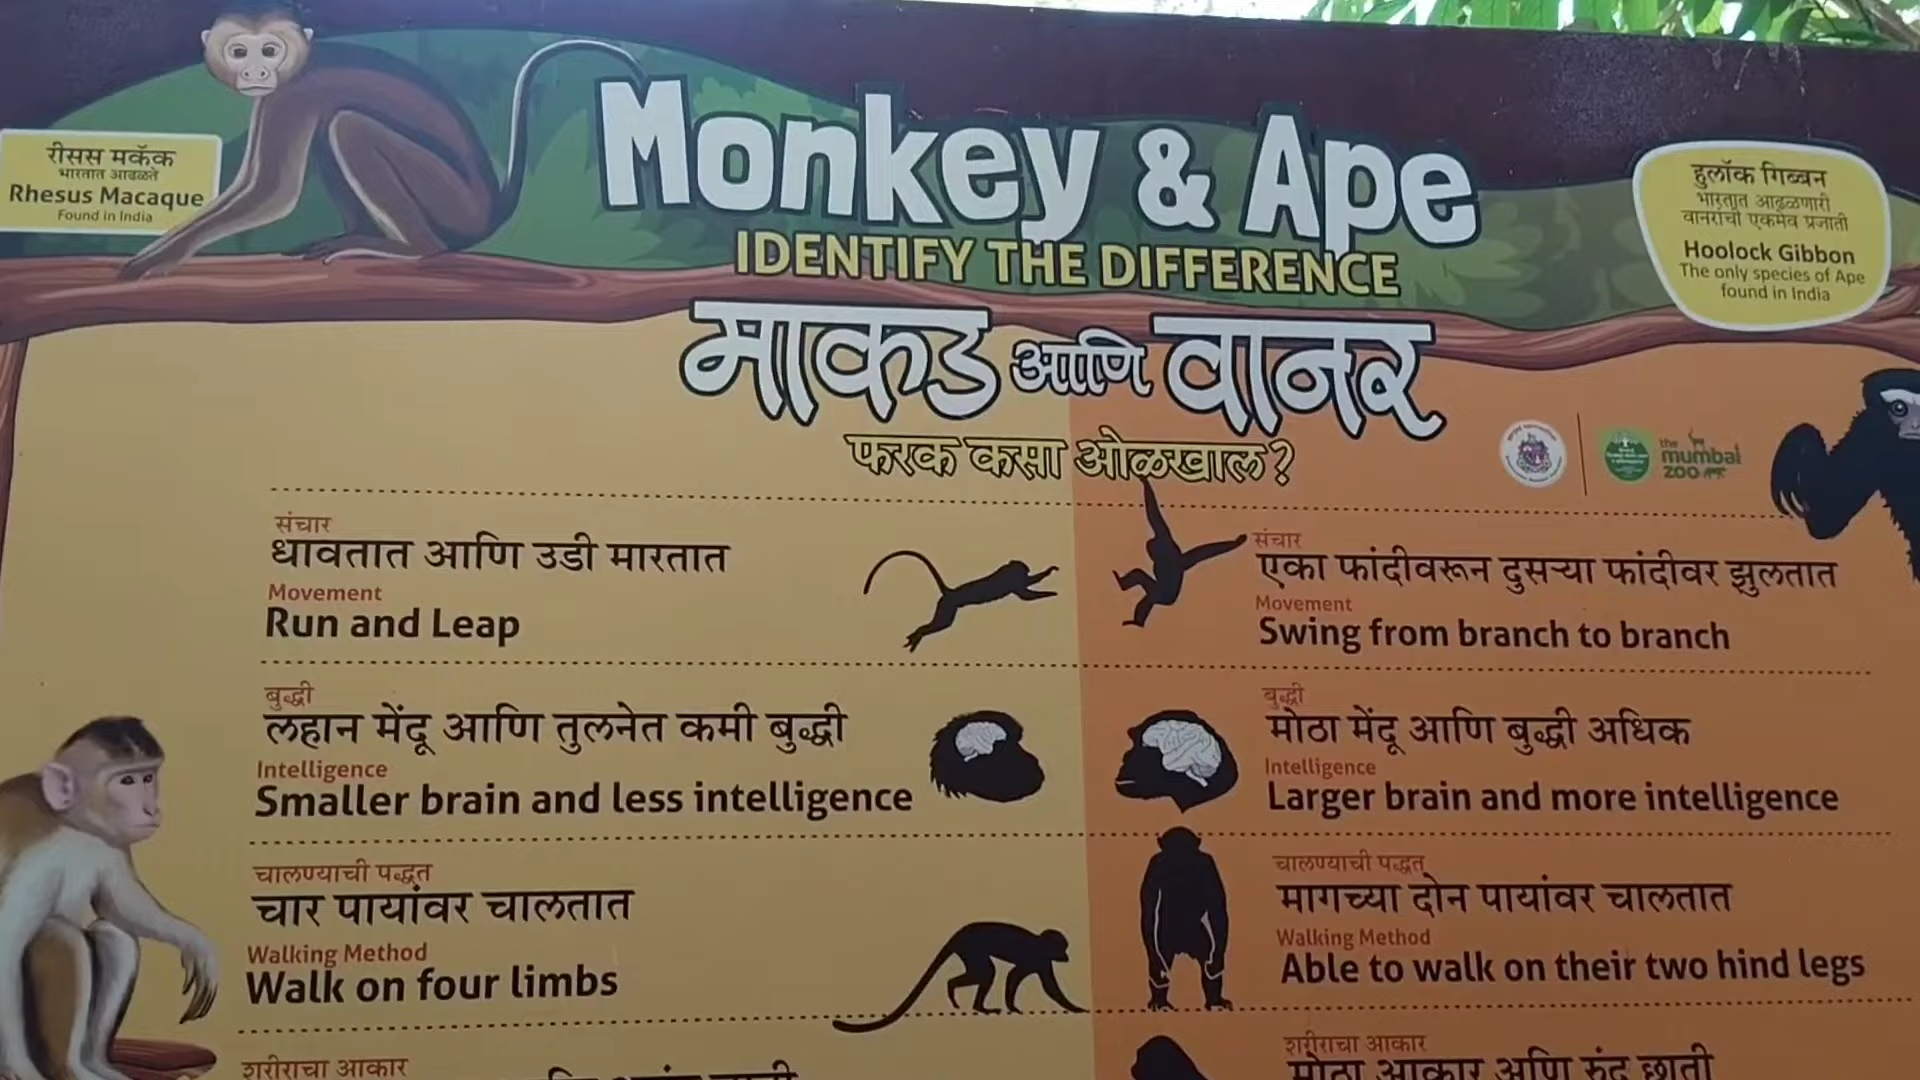 रीसस मकॅक
भारतात आढळते
Rhesus Macaque
Found in India
Monkey & Ape
IDENTIFY THE DIFFERENCE
माकड आणि वानर
फरक कसा ओळखाल?
हुलॉक गिब्बन
भारतात आढळणारी
वानरांची एकमेव प्रजाती
Hoolock Gibbon
The only species of Ape
found in India
the
mumbai
ZOO
संचार
धावतात आणि उडी मारतात
Movement
Run and Leap
संचार
एका फांदीवरून दुसऱ्या फांदीवर झुलतात
Movement
Swing from branch to branch
बुद्धी
लहान मेंदू आणि तुलनेत कमी बुद्धी
Intelligence
Smaller brain and less intelligence
बुद्धी
मोठा मेंदू आणि बुद्धी अधिक
Intelligence
Larger brain and more intelligence
चालण्याची पद्धत
चार पायांवर चालतात
Walking Method
Walk on four limbs
चालण्याची पद्धत
मागच्या दोन पायांवर चालतात
Walking Method
Able to walk on their two hind legs
शरीराचा आकार
शरीराचा आकार
मोठा आकार आणि रुंद छाती